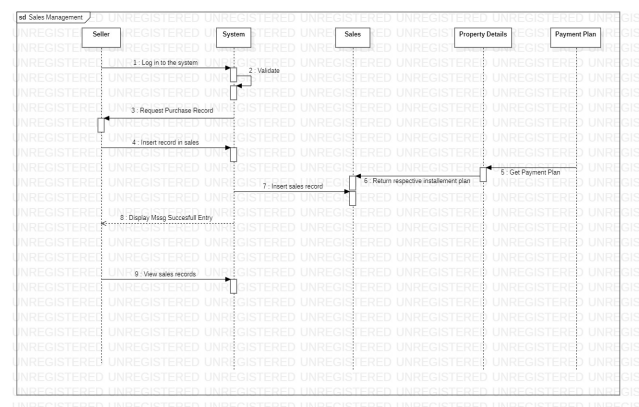 sd Sales Management
Seller
System
Sales
Property Details
Payment Plan
1 : Log in to the system
2 : Validate
3 : Request Purchase Record
4 : Insert record in sales
5 : Get Payment Plan
6 : Return respective installement plan
7 : Insert sales record
8 : Display Mssg Succesfull Entry
9 : View sales records
UNREGISTERED